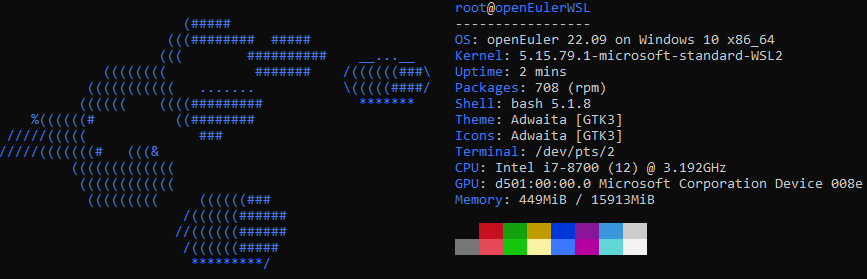 root@openEulerWSL
-----------------
OS: openEuler 22.09 on Windows 10 x86_64
Kernel: 5.15.79.1-microsoft-standard-WSL2
Uptime: 2 mins
Packages: 708 (rpm)
Shell: bash 5.1.8
Theme: Adwaita [GTK3]
Icons: Adwaita [GTK3]
Terminal: /dev/pts/2
CPU: Intel i7-8700 (12) @ 3.192GHz
GPU: d501:00:00.0 Microsoft Corporation Device 008e
Memory: 449MiB / 15913MiB